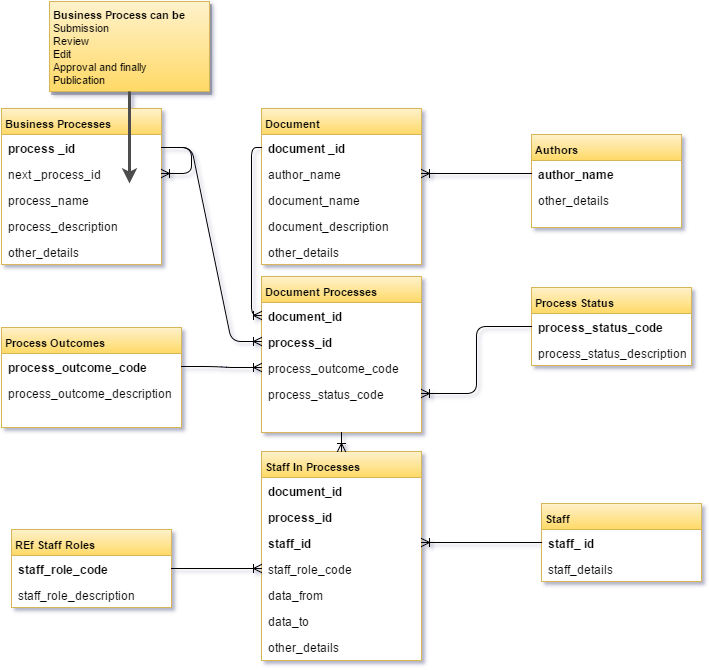 Business Process can be
Submission
Review
Edit
Approval and finally
Publication
Business Processes
process _id
next _process_id
process_name
process_description
other_details
Document
document _id
author_name
document_name
document_description
other_details
Authors
author_name
other_details
Document Processes
document_id
process_id
process_outcome_code
process_status_code
Process Status
process_status_code
process_status_description
Process Outcomes
process_outcome_code
process_outcome_description
Staff In Processes
document_id
process_id
staff_id
staff_role_code
data_from
data_to
other_details
REf Staff Roles
staff_role_code
staff_role_description
Staff
staff_ id
staff_details